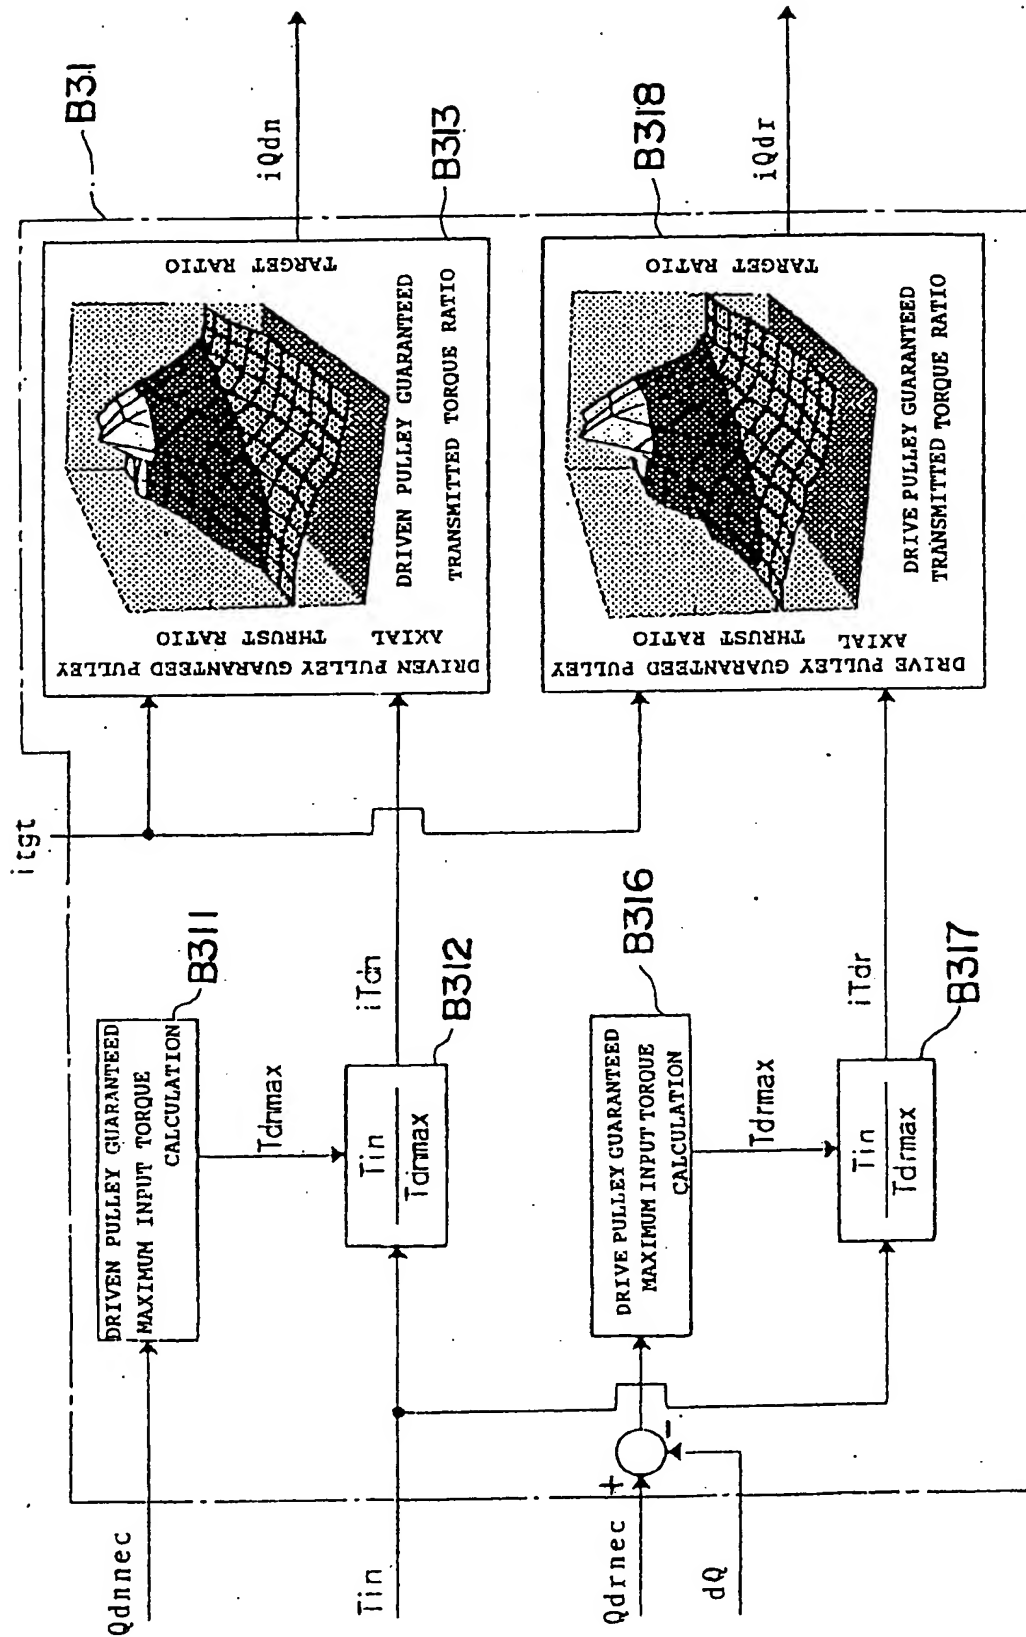 Qdnnec
Tin
Qdrnec
dQ
+
-
DRIVEN PULLEY GUARANTEED
MAXIMUM INPUT TORQUE
CALCULATION
B311
Tdnmax
Tin
Tdnmax
B312
iTdn
DRIVE PULLEY GUARANTEED
MAXIMUM INPUT TORQUE
CALCULATION
B316
Tdrmax
Tin
Tdrmax
B317
iTdr
itgt
DRIVEN PULLEY GUARANTEED PULLEY
AXIAL
THRUST RATIO
TARGET RATIO
DRIVEN PULLEY GUARANTEED
TRANSMITTED TORQUE RATIO
B313
B31
iQdn
DRIVE PULLEY GUARANTEED PULLEY
AXIAL
THRUST RATIO
TARGET RATIO
DRIVE PULLEY GUARANTEED
TRANSMITTED TORQUE RATIO
B318
iQdr